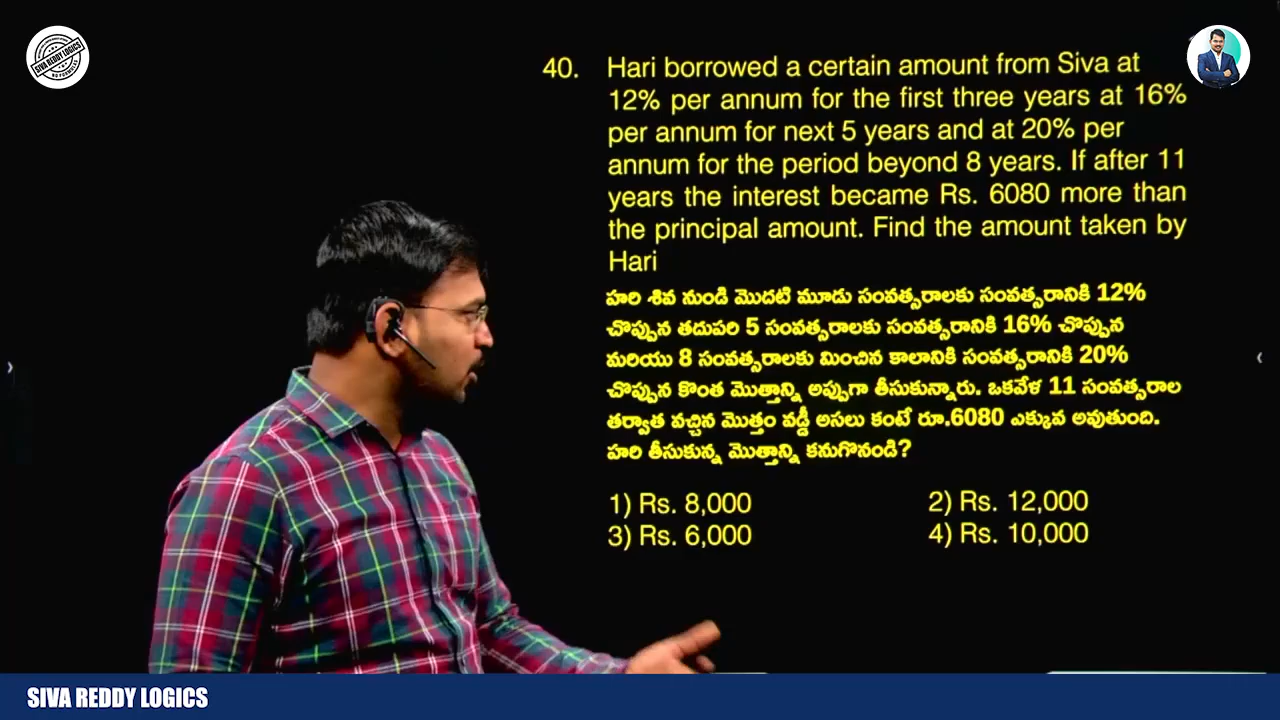 SIVA REDDY LOGICS
NO FORMULAS
40. Hari borrowed a certain amount from Siva at
12% per annum for the first three years at 16%
per annum for next 5 years and at 20% per
annum for the period beyond 8 years. If after 11
years the interest became Rs. 6080 more than
the principal amount. Find the amount taken by
Hari
హరి శివ నుండి మొదటి మూడు సంవత్సరాలకు సంవత్సరానికి 12%
చొప్పున తదుపరి 5 సంవత్సరాలకు సంవత్సరానికి 16% చొప్పున
మరియు 8 సంవత్సరాలకు మించిన కాలానికి సంవత్సరానికి 20%
చొప్పున కొంత మొత్తాన్ని అప్పుగా తీసుకున్నారు. ఒకవేళ 11 సంవత్సరాల
తర్వాత వచ్చిన మొత్తం వడ్డీ అసలు కంటే రూ.6080 ఎక్కువ అవుతుంది.
హరి తీసుకున్న మొత్తాన్ని కనుగొనండి?
1) Rs. 8,000 2) Rs. 12,000
3) Rs. 6,000 4) Rs. 10,000
SIVA REDDY LOGICS